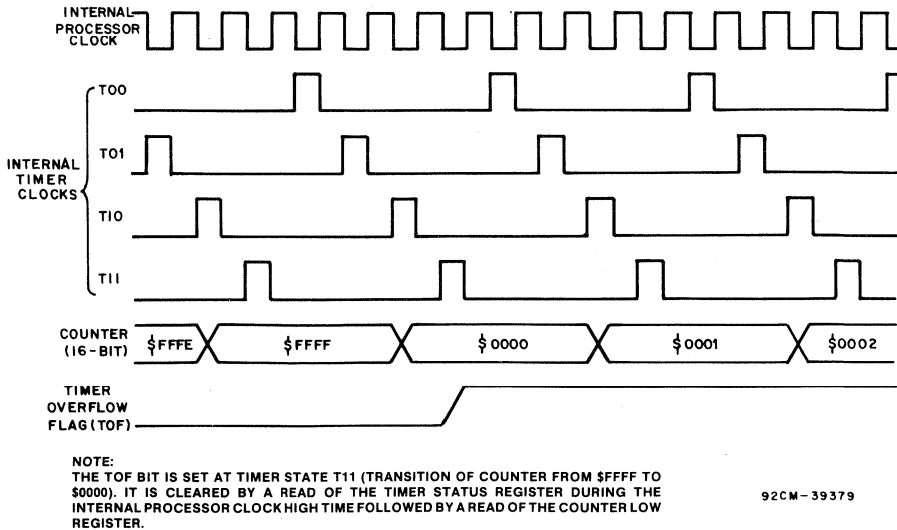 INTERNAL
PROCESSOR
CLOCK
INTERNAL
TIMER
CLOCKS
T00
T01
T10
T11
COUNTER
(16-BIT)
$FFFE
$FFFF
$0000
$0001
$0002
TIMER
OVERFLOW
FLAG (TOF)
NOTE:
THE TOF BIT IS SET AT TIMER STATE T11 (TRANSITION OF COUNTER FROM $FFFF TO
$0000). IT IS CLEARED BY A READ OF THE TIMER STATUS REGISTER DURING THE
INTERNAL PROCESSOR CLOCK HIGH TIME FOLLOWED BY A READ OF THE COUNTER LOW
REGISTER.
92CM-39379